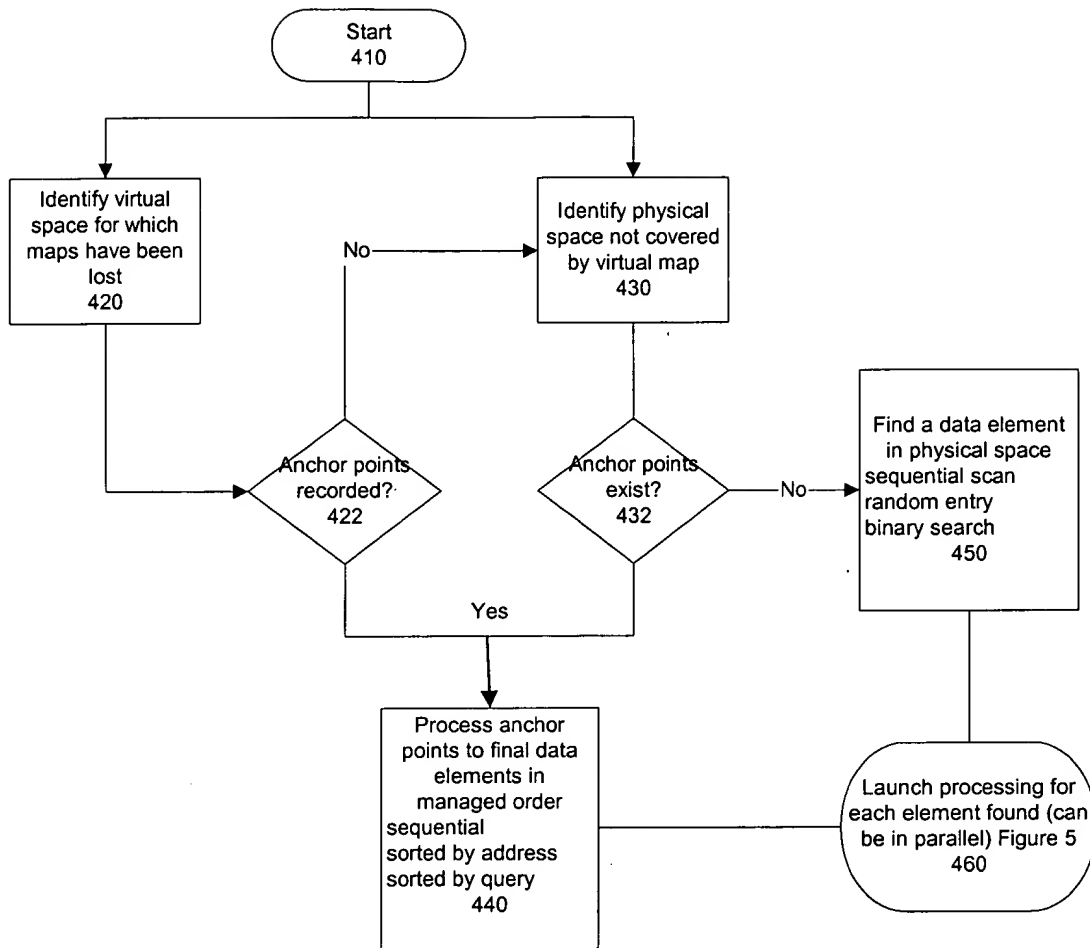 Start
410
Identify virtual
space for which
maps have been
lost
420
No
Identify physical
space not covered
by virtual map
430
Anchor points
recorded?
422
Anchor points
exist?
432
No
Find a data element
in physical space
sequential scan
random entry
binary search
450
Yes
Process anchor
points to final data
elements in
managed order
sequential
sorted by address
sorted by query
440
Launch processing for
each element found (can
be in parallel) Figure 5
460